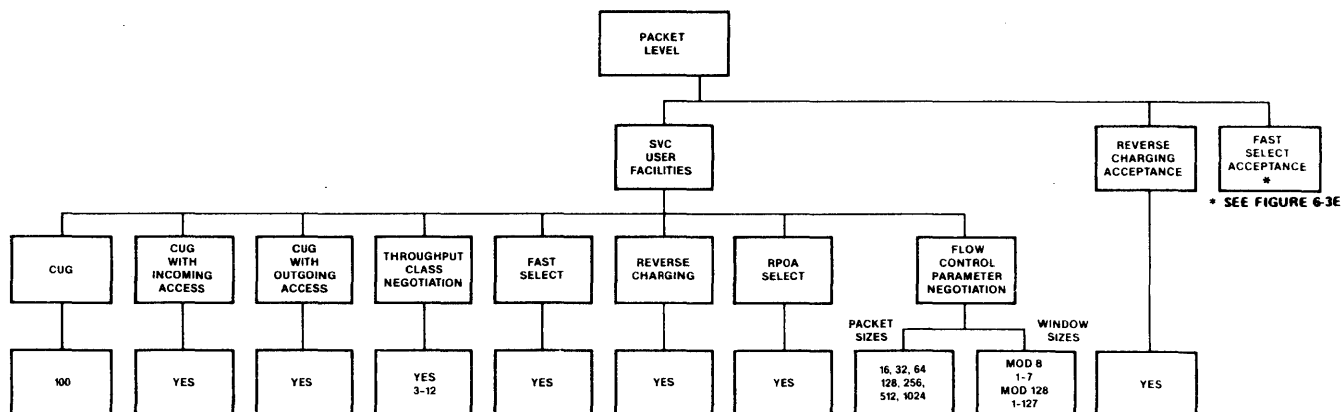 PACKET
LEVEL
SVC
USER
FACILITIES
REVERSE
CHARGING
ACCEPTANCE
FAST
SELECT
ACCEPTANCE
*
* SEE FIGURE 6-3E
CUG
CUG
WITH
INCOMING
ACCESS
CUG
WITH
OUTGOING
ACCESS
THROUGHPUT
CLASS
NEGOTIATION
FAST
SELECT
REVERSE
CHARGING
RPOA
SELECT
FLOW
CONTROL
PARAMETER
NEGOTIATION
PACKET
SIZES
WINDOW
SIZES
100
YES
YES
YES
3-12
YES
YES
YES
16, 32, 64
128, 256,
512, 1024
MOD 8
1-7
MOD 128
1-127
YES